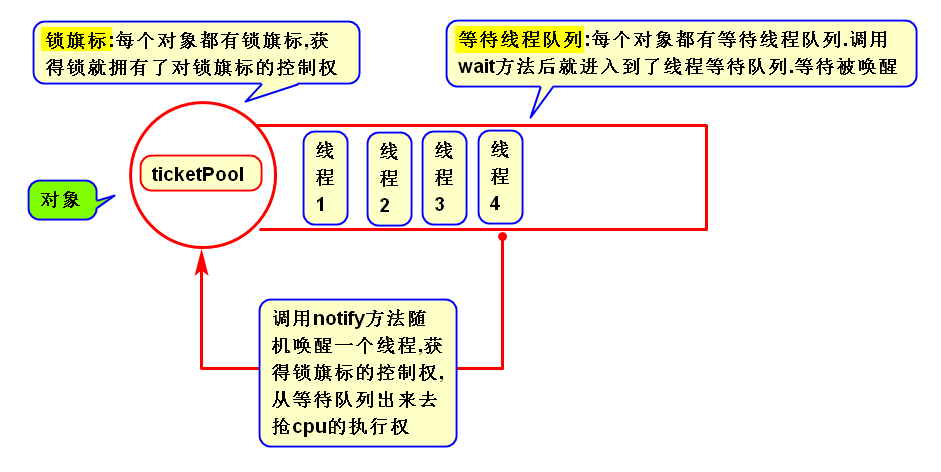 锁旗标:每个对象都有锁旗标,获
得锁就拥有了对锁旗标的控制权
等待线程队列:每个对象都有等待线程队列.调用
wait方法后就进入到了线程等待队列.等待被唤醒
对象
ticketPool
线
程
1
线
程
2
线
程
3
线
程
4
调用notify方法随
机唤醒一个线程,获
得锁旗标的控制权,
从等待队列出来去
抢cpu的执行权